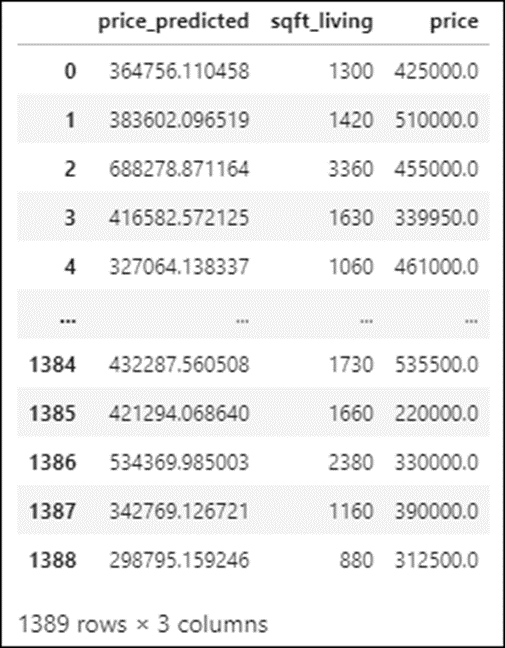 price_predicted sqft_living price
0 364756.110458 1300 425000.0
1 383602.096519 1420 510000.0
2 688278.871164 3360 455000.0
3 416582.572125 1630 339950.0
4 327064.138337 1060 461000.0
... ... ... ...
1384 432287.560508 1730 535500.0
1385 421294.068640 1660 220000.0
1386 534369.985003 2380 330000.0
1387 342769.126721 1160 390000.0
1388 298795.159246 880 312500.0
1389 rows × 3 columns